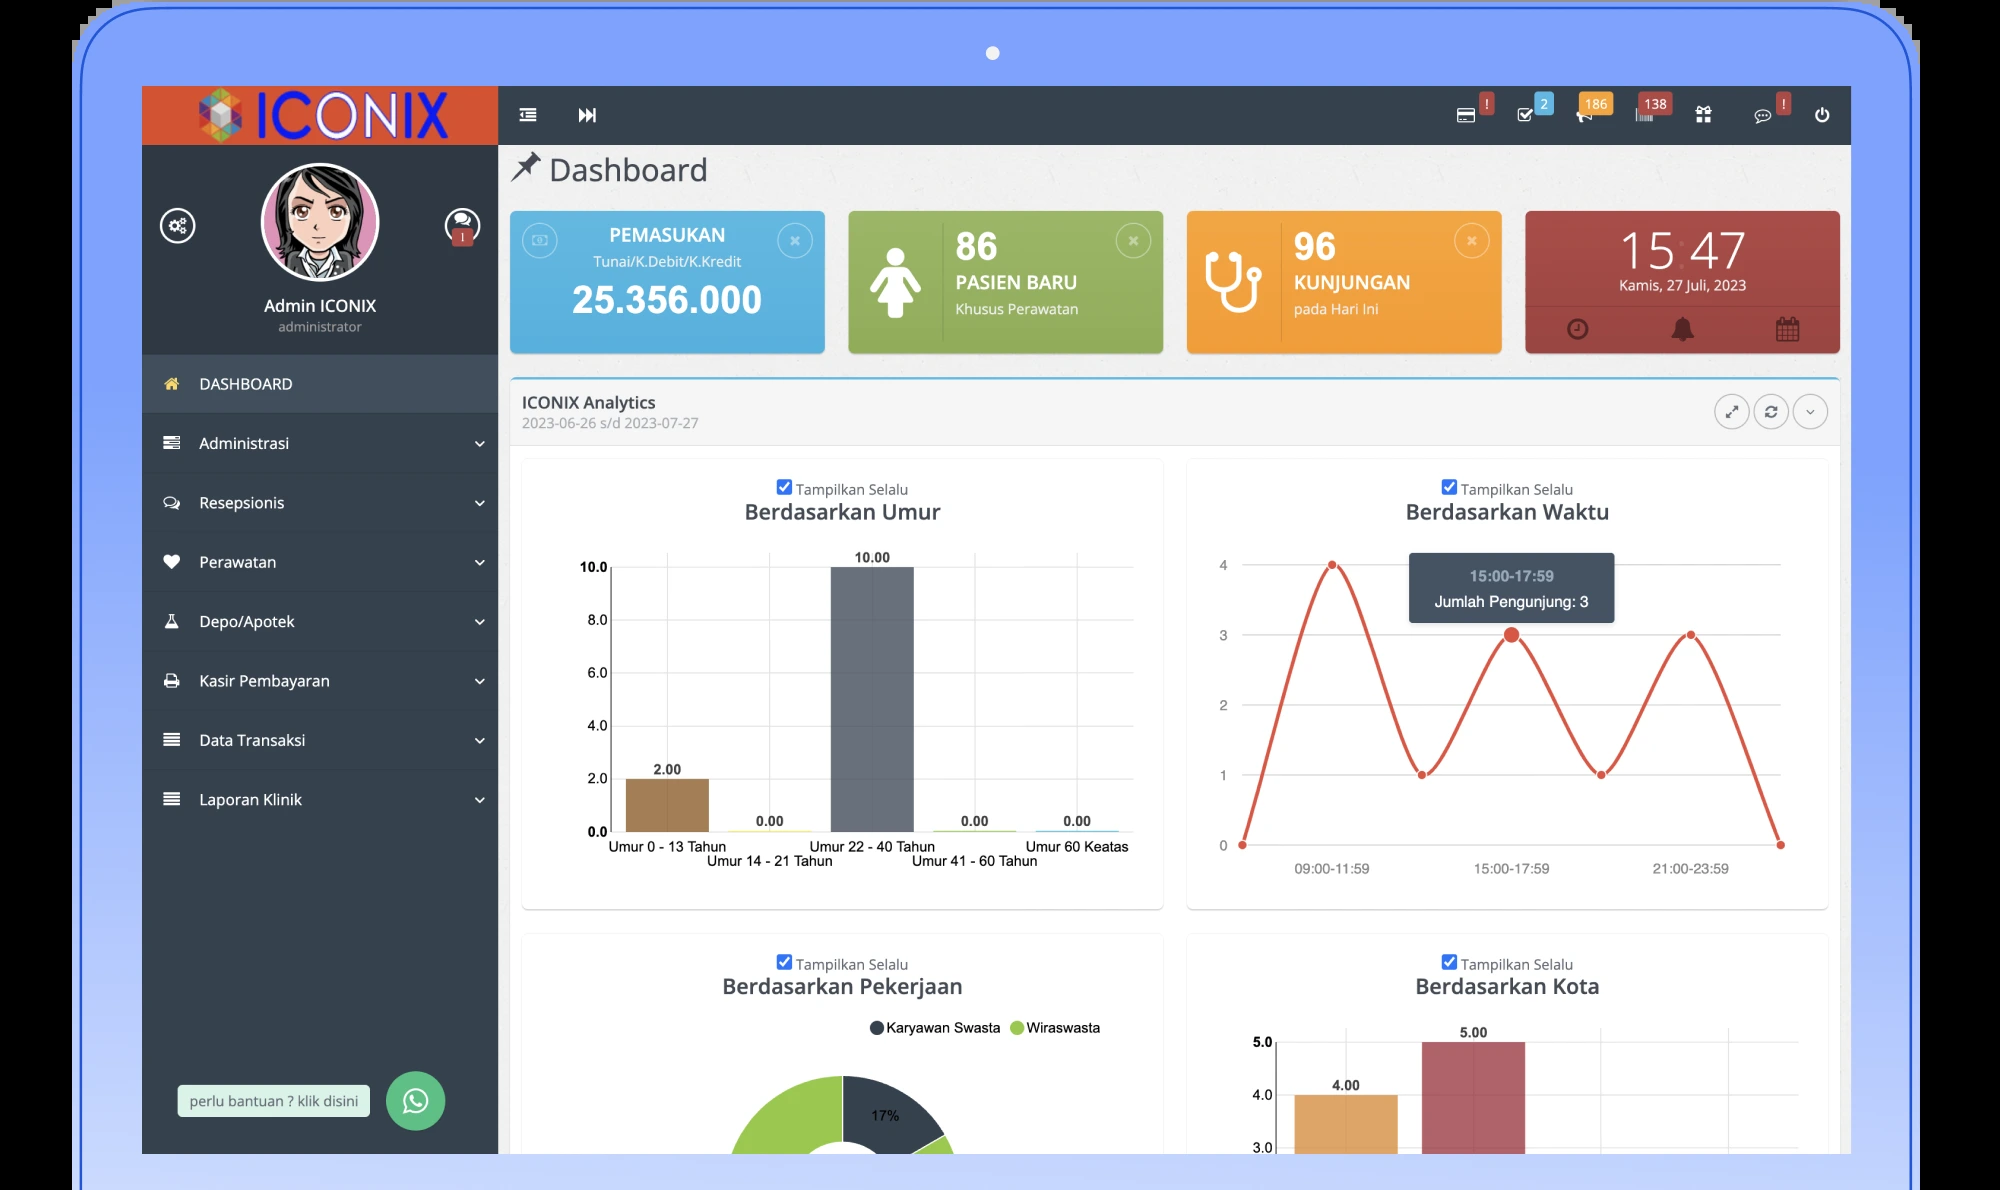 ICONIX
!
2
186
138
!
Dashboard
1
Admin ICONIX
administrator
DASHBOARD
Administrasi
Resepsionis
Perawatan
Depo/Apotek
Kasir Pembayaran
Data Transaksi
Laporan Klinik
perlu bantuan ? klik disini
PEMASUKAN
Tunai/K.Debit/K.Kredit
25.356.000
86
PASIEN BARU
Khusus Perawatan
96
KUNJUNGAN
pada Hari Ini
15:47
Kamis, 27 Juli, 2023
ICONIX Analytics
2023-06-26 s/d 2023-07-27
Tampilkan Selalu
Berdasarkan Umur
10.00
10.0
8.0
6.0
4.0
2.00
2.0
0.00
0.00
0.00
0.0
Umur 0 - 13 Tahun
Umur 14 - 21 Tahun
Umur 22 - 40 Tahun
Umur 41 - 60 Tahun
Umur 60 Keatas
Tampilkan Selalu
Berdasarkan Waktu
15:00-17:59
Jumlah Pengunjung: 3
4
3
2
1
0
09:00-11:59
15:00-17:59
21:00-23:59
Tampilkan Selalu
Berdasarkan Pekerjaan
Karyawan Swasta
Wiraswasta
17%
Tampilkan Selalu
Berdasarkan Kota
5.00
5.0
4.00
4.0
3.0